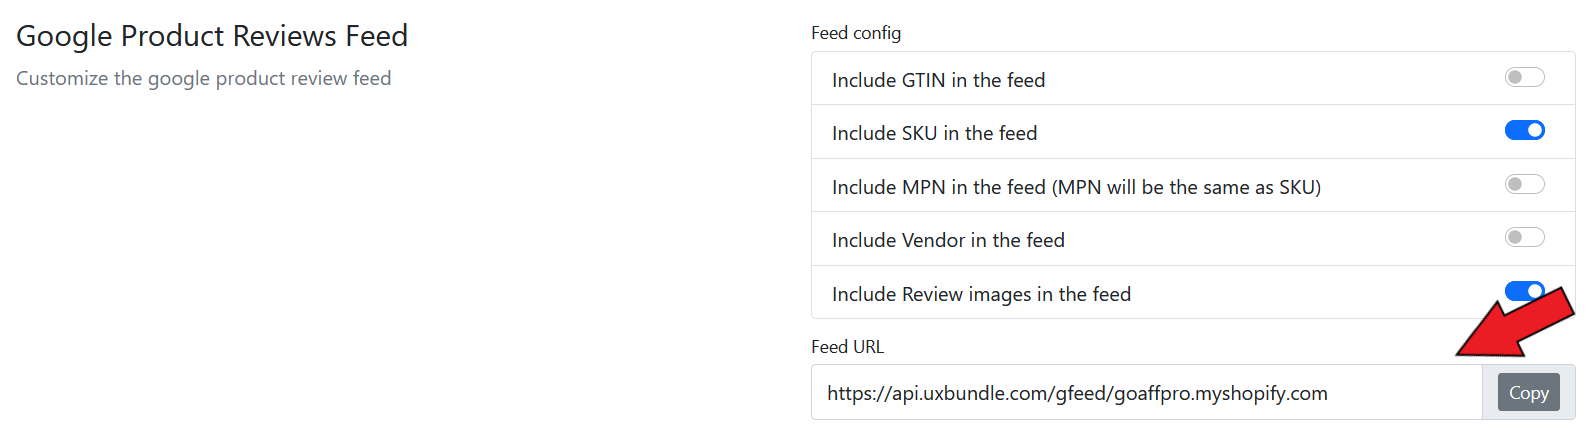 Google Product Reviews Feed
Customize the google product review feed
Feed config
Include GTIN in the feed
Include SKU in the feed
Include MPN in the feed (MPN will be the same as SKU)
Include Vendor in the feed
Include Review images in the feed
Feed URL
https://api.uxbundle.com/gfeed/goaffpro.myshopify.com
Copy